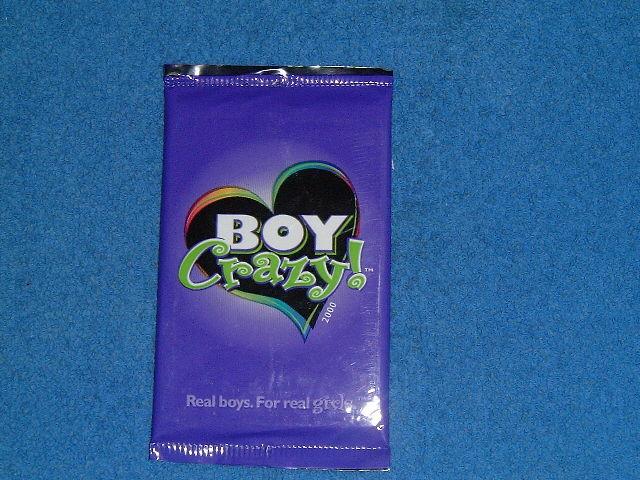 BOY
Crazy!™
2000
Real boys. For real girls.